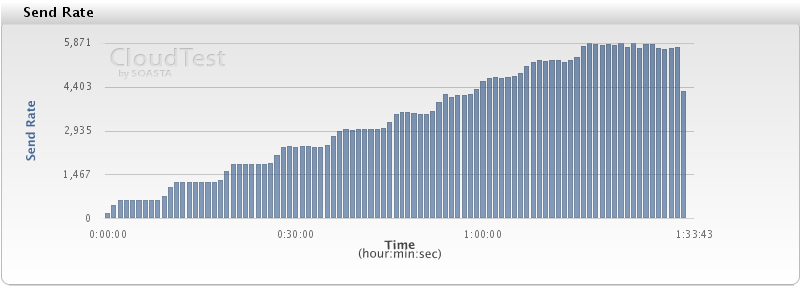 Send Rate
5,871
CloudTest
by SOASTA
4,403
Send Rate
2,935
1,467
0
0:00:00 0:30:00 1:00:00 1:33:43
Time
(hour:min:sec)